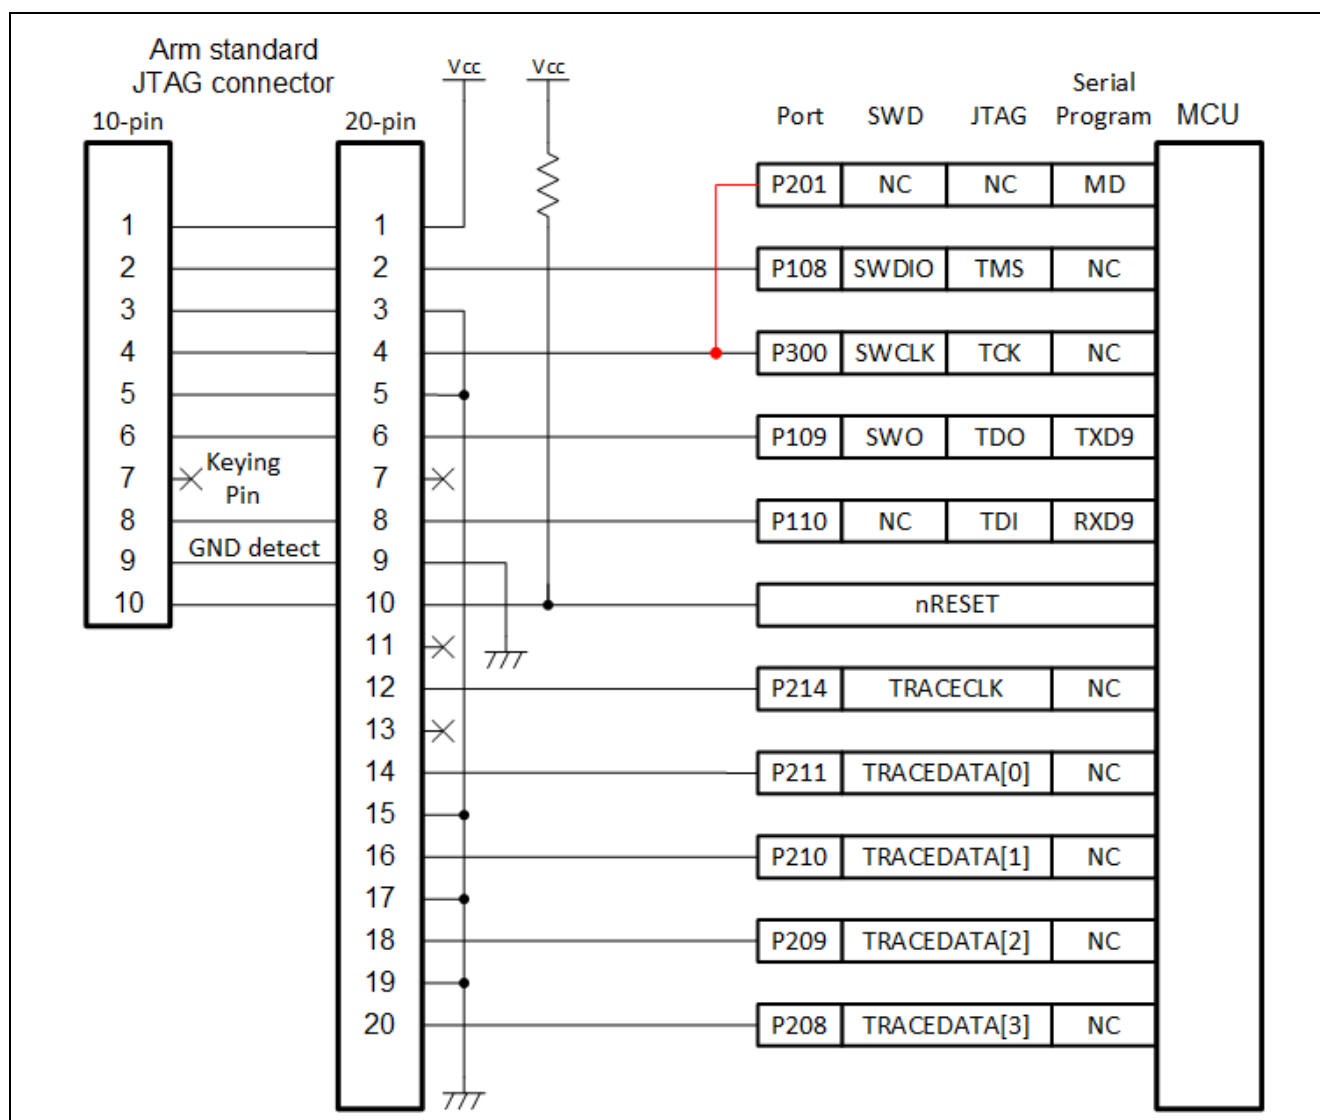 Arm standard
JTAG connector
10-pin 20-pin
Vcc Vcc
Serial
Port SWD JTAG Program MCU
P201 NC NC MD
1 1
2 2 P108 SWDIO TMS NC
3 3
4 4 P300 SWCLK TCK NC
5 5
6 6 P109 SWO TDO TXD9
Keying
7 7
Pin
8 8 P110 NC TDI RXD9
GND detect
9 9
10 10 nRESET
11
12 P214 TRACECLK NC
13
14 P211 TRACEDATA[0] NC
15
16 P210 TRACEDATA[1] NC
17
18 P209 TRACEDATA[2] NC
19
20 P208 TRACEDATA[3] NC